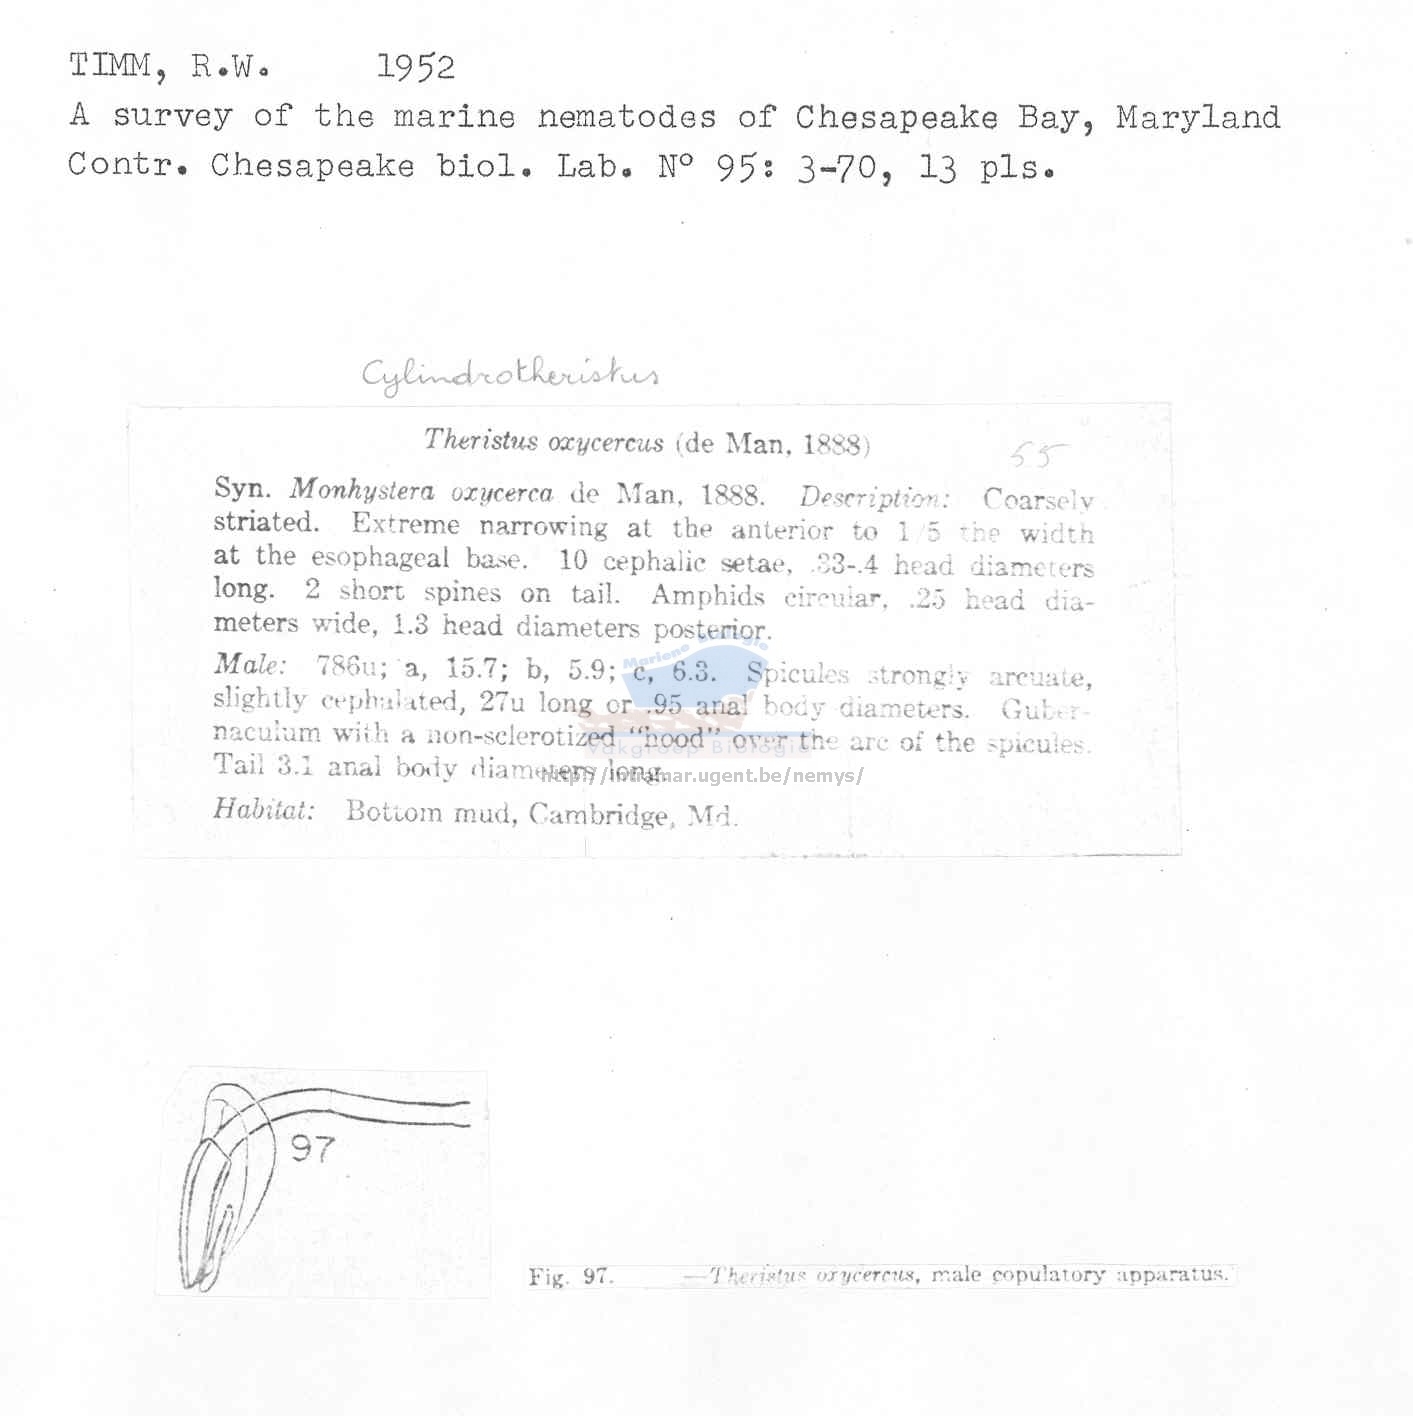 TIMM, R.W. 1952
A survey of the marine nematodes of Chesapeake Bay, Maryland
Contr. Chesapeake biol. Lab. Nº 95: 3-70, 13 pls.
Cylindrotheristus
Theristus oxycercus (de Man, 1888)
55
Syn. Monhystera oxycerca de Man, 1888. Description: Coarsely
striated. Extreme narrowing at the anterior to 1/5 the width
at the esophageal base. 10 cephalic setae, .33-.4 head diameters
long. 2 short spines on tail. Amphids circular, .25 head dia-
meters wide, 1.3 head diameters posterior.
Male: 786u; a, 15.7; b, 5.9; c, 6.3. Spicules strongly arcuate,
slightly cephalated, 27u long or .95 anal body diameters. Guber-
naculum with a non-sclerotized "hood" over the arc of the spicules.
Tail 3.1 anal body diameters long.
Habitat: Bottom mud, Cambridge, Md.
Mariene Biologie
Vakgroep Biologie
http://intramar.ugent.be/nemys/
97
Fig. 97. —Theristus oxycercus, male copulatory apparatus.